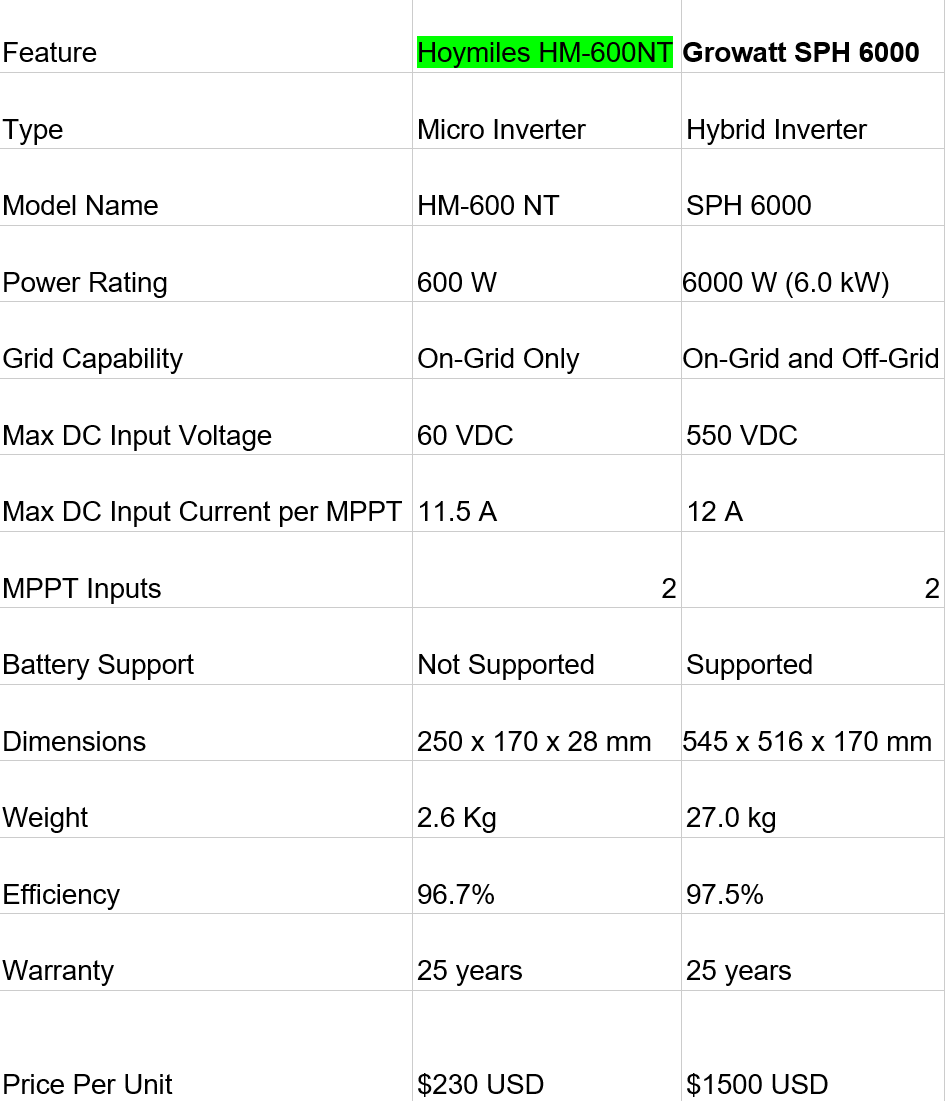 Feature Hoymiles HM-600NT Growatt SPH 6000
Type Micro Inverter Hybrid Inverter
Model Name HM-600 NT SPH 6000
Power Rating 600 W 6000 W (6.0 kW)
Grid Capability On-Grid Only On-Grid and Off-Grid
Max DC Input Voltage 60 VDC 550 VDC
Max DC Input Current per MPPT 11.5 A 12 A
MPPT Inputs 2 2
Battery Support Not Supported Supported
Dimensions 250 x 170 x 28 mm 545 x 516 x 170 mm
Weight 2.6 Kg 27.0 kg
Efficiency 96.7% 97.5%
Warranty 25 years 25 years
Price Per Unit $230 USD $1500 USD